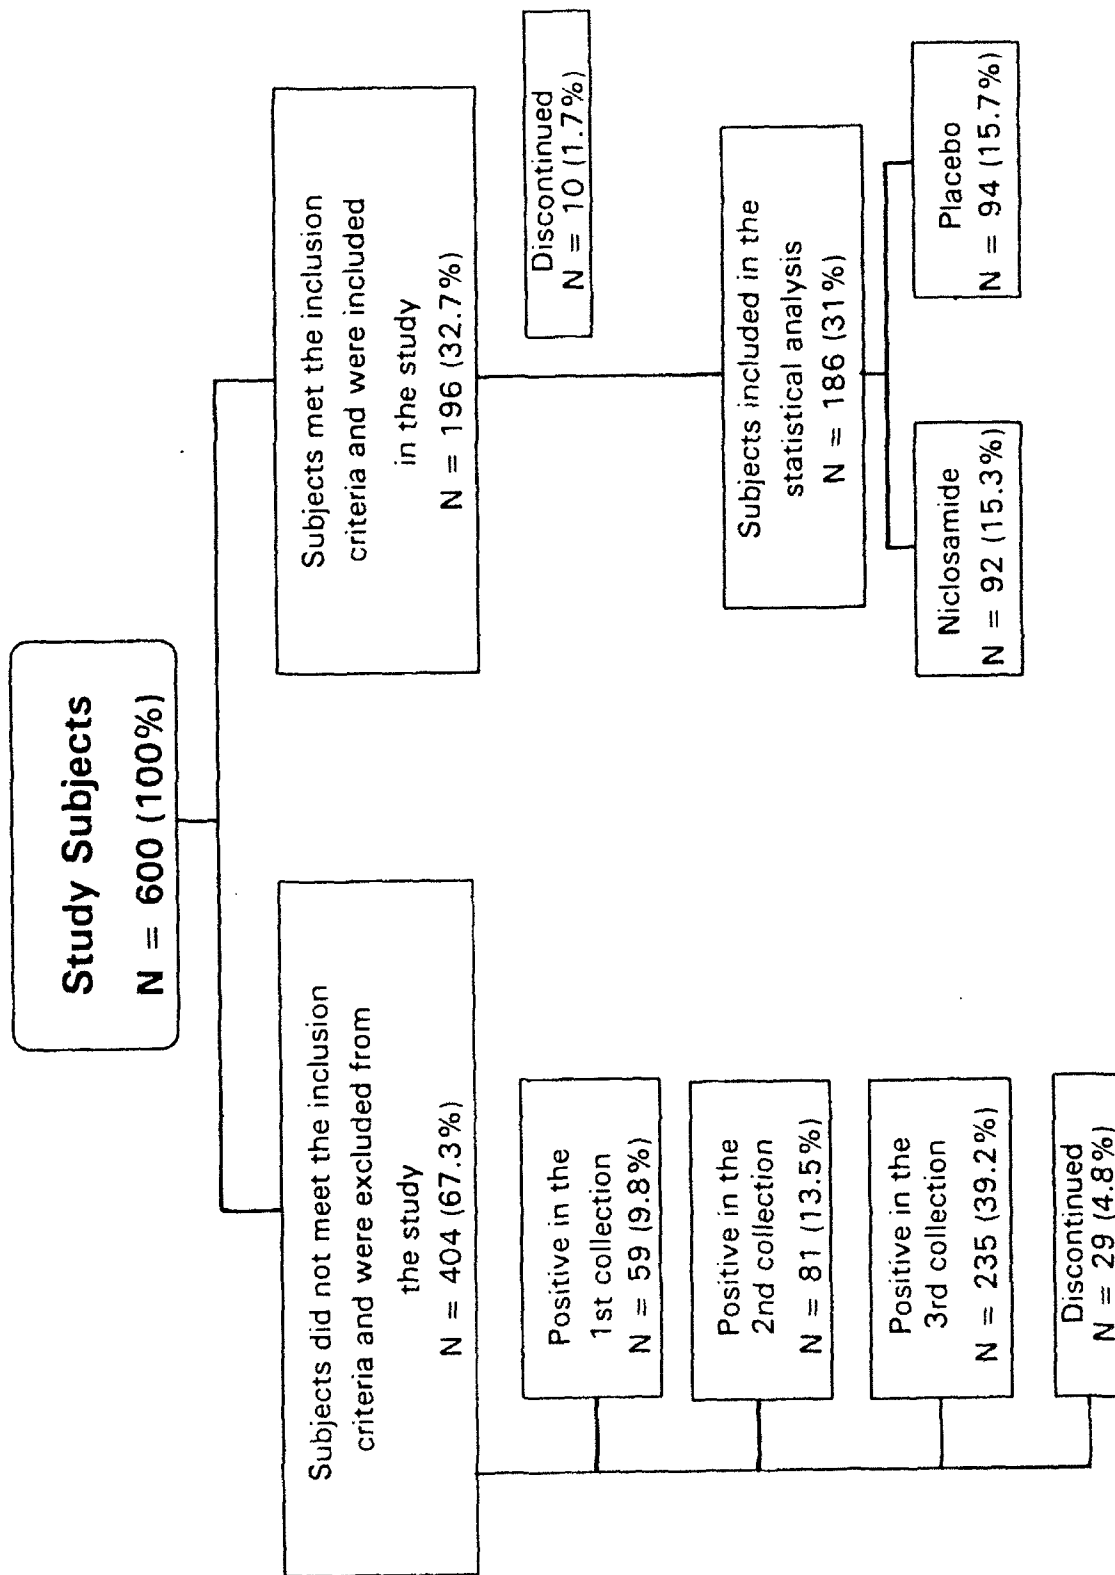 Study Subjects
N = 600 (100%)
Subjects did not meet the inclusion
criteria and were excluded from
the study
N = 404 (67.3%)
Positive in the
1st collection
N = 59 (9.8%)
Positive in the
2nd collection
N = 81 (13.5%)
Positive in the
3rd collection
N = 235 (39.2%)
Discontinued
N = 29 (4.8%)
Subjects met the inclusion
criteria and were included
in the study
N = 196 (32.7%)
Discontinued
N = 10 (1.7%)
Subjects included in the
statistical analysis
N = 186 (31%)
Niclosamide
N = 92 (15.3%)
Placebo
N = 94 (15.7%)